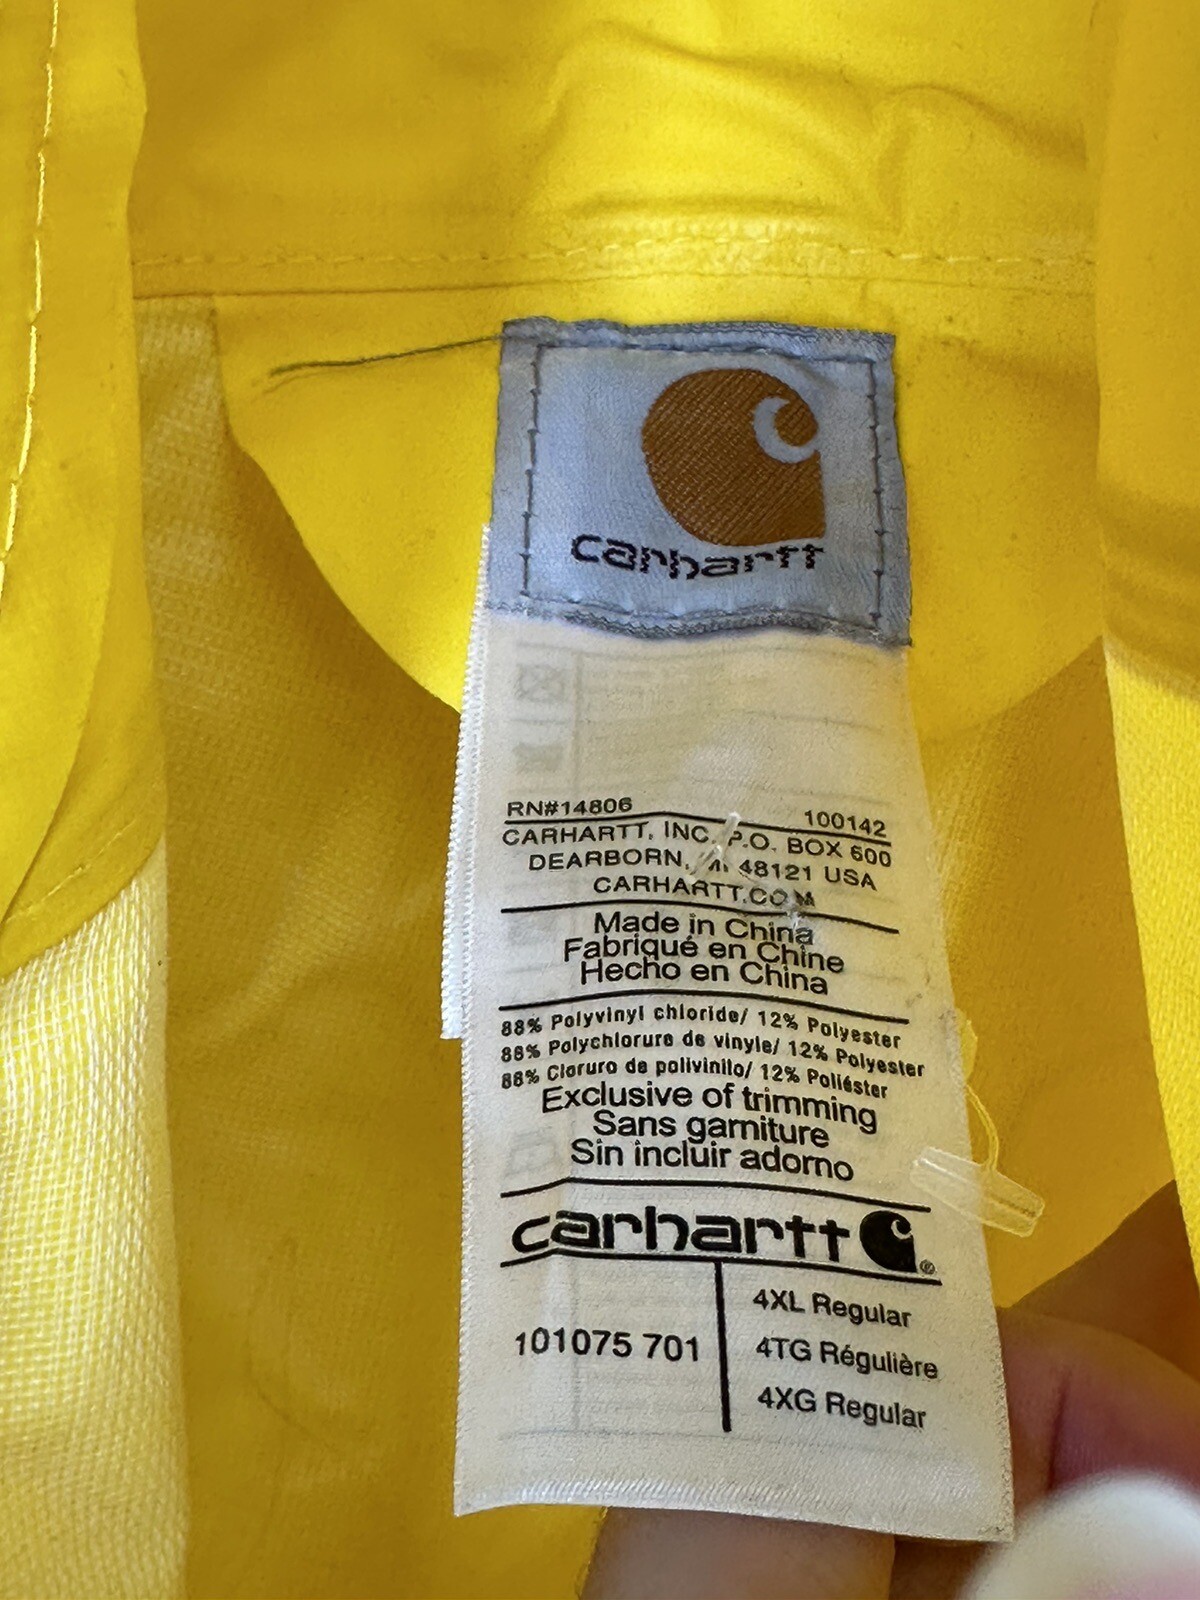 carhartt
RN#14806 100142
CARHARTT, INC. P.O. BOX 600
DEARBORN, MI 48121 USA
CARHARTT.COM
Made in China
Fabriqué en Chine
Hecho en China
88% Polyvinyl chloride/ 12% Polyester
88% Polychlorure de vinyle/ 12% Polyester
88% Cloruro de polivinilo/ 12% Poliéster
Exclusive of trimming
Sans garniture
Sin incluir adorno
carhartt ®
101075 701
4XL Regular
4TG Régulière
4XG Regular